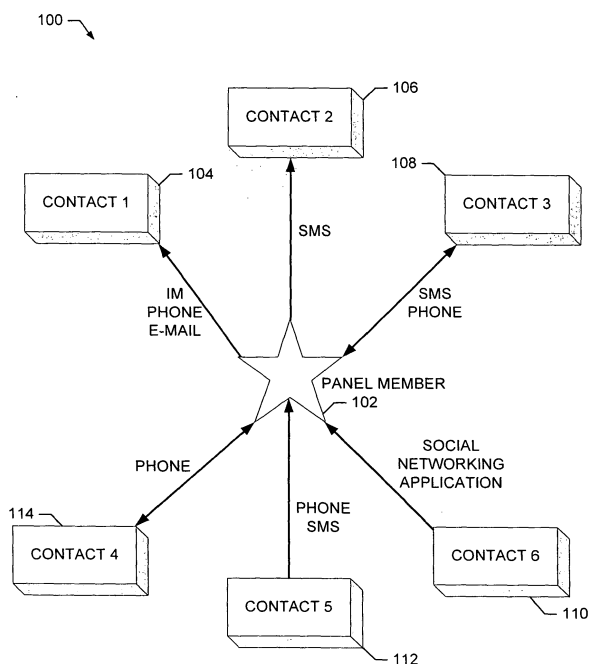 100
106
CONTACT 2
104
108
CONTACT 1
CONTACT 3
SMS
IM
PHONE
E-MAIL
SMS
PHONE
PANEL MEMBER
102
PHONE
SOCIAL
NETWORKING
APPLICATION
PHONE
SMS
114
CONTACT 4
CONTACT 6
CONTACT 5
110
112